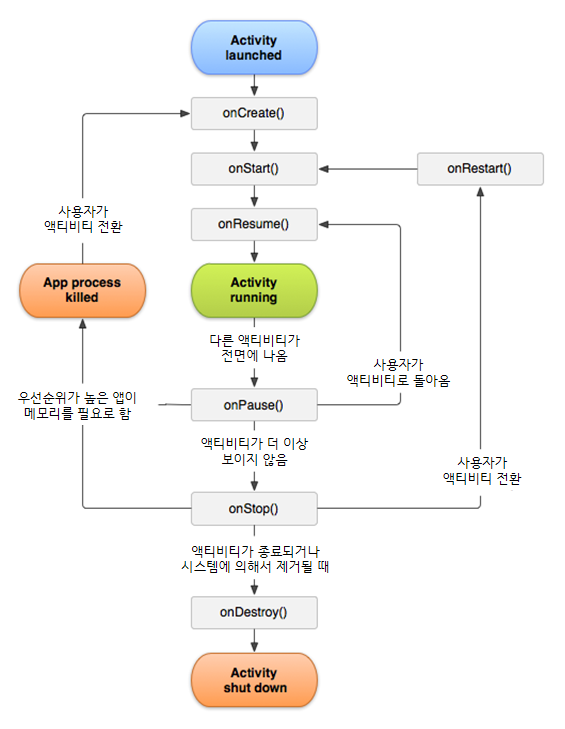 Activity
launched
onCreate()
onStart()
onRestart()
onResume()
사용자가
액티비티 전환
App process
killed
Activity
running
다른 액티비티가
전면에 나옴
사용자가
액티비티로 돌아옴
우선순위가 높은 앱이
메모리를 필요로 함
onPause()
액티비티가 더 이상
보이지 않음
사용자가
액티비티 전환
onStop()
액티비티가 종료되거나
시스템에 의해서 제거될 때
onDestroy()
Activity
shut down